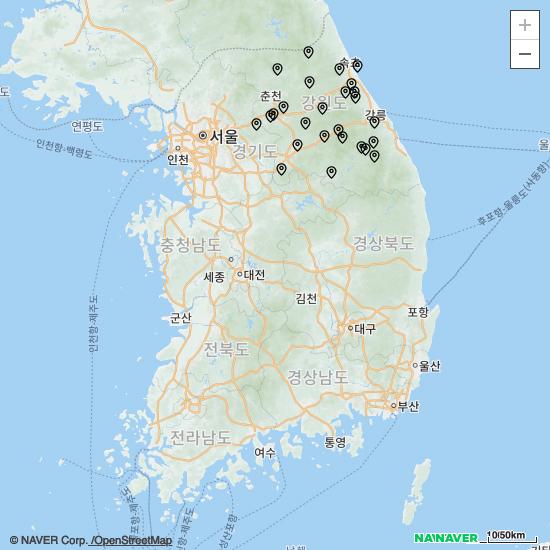 +
−
속초
춘천
강원도
강릉
연평도
서울
인천항-백령도
인천
경기도
울
후포항-울릉도(사동항)
충청남도
경상북도
세종
대전
인천항-제주도
김천
군산
포항
전북도
대구
경상남도
울산
부산
전라남도
통영
여수
© NAVER Corp. /OpenStreetMap
NAVER
10/50km